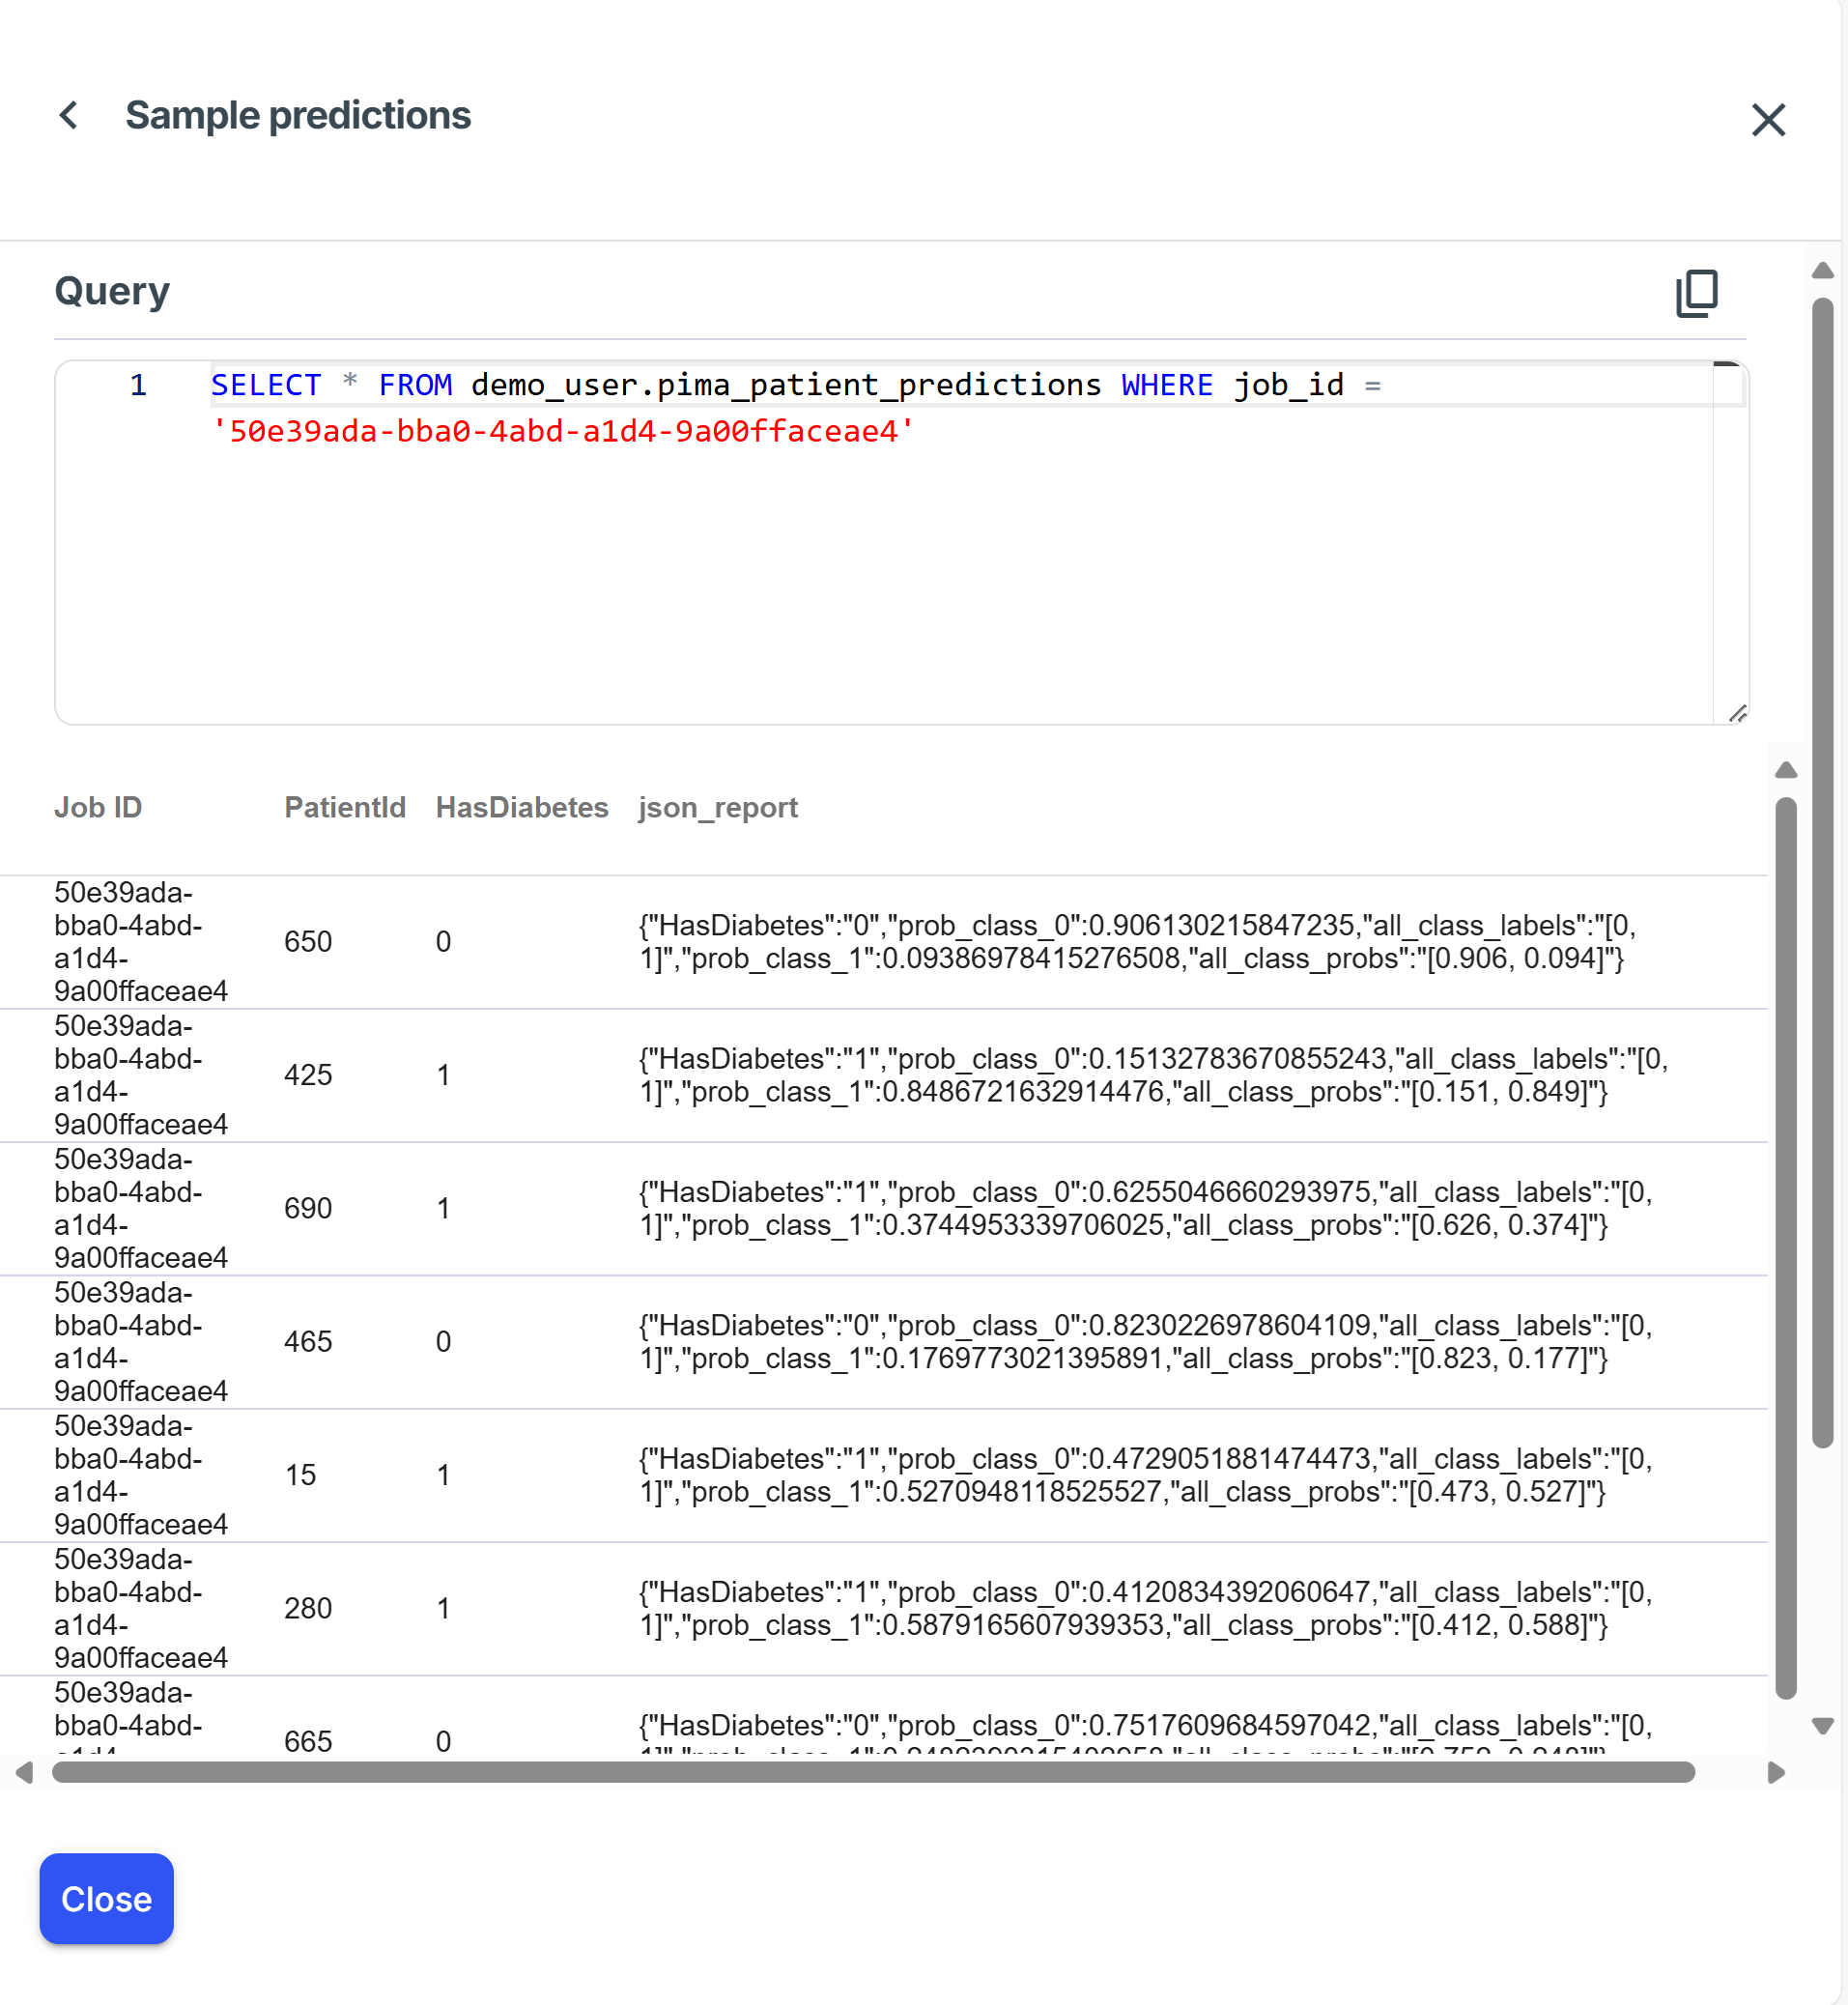 Sample predictions
Query
1 SELECT * FROM demo_user.pima_patient_predictions WHERE job_id =
'50e39ada-bba0-4abd-a1d4-9a00ffaceae4'
Job ID PatientId HasDiabetes json_report
50e39ada-
bba0-4abd-
a1d4-
9a00ffaceae4
650
0
{"HasDiabetes":"0","prob_class_0":0.906130215847235,"all_class_labels":"[0,
1]","prob_class_1":0.09386978415276508,"all_class_probs":"[0.906, 0.094]"}
50e39ada-
bba0-4abd-
a1d4-
9a00ffaceae4
425
1
{"HasDiabetes":"1","prob_class_0":0.15132783670855243,"all_class_labels":"[0,
1]","prob_class_1":0.8486721632914476,"all_class_probs":"[0.151, 0.849]"}
50e39ada-
bba0-4abd-
a1d4-
9a00ffaceae4
690
1
{"HasDiabetes":"1","prob_class_0":0.6255046660293975,"all_class_labels":"[0,
1]","prob_class_1":0.3744953339706025,"all_class_probs":"[0.626, 0.374]"}
50e39ada-
bba0-4abd-
a1d4-
9a00ffaceae4
465
0
{"HasDiabetes":"0","prob_class_0":0.8230226978604109,"all_class_labels":"[0,
1]","prob_class_1":0.1769773021395891,"all_class_probs":"[0.823, 0.177]"}
50e39ada-
bba0-4abd-
a1d4-
9a00ffaceae4
15
1
{"HasDiabetes":"1","prob_class_0":0.4729051881474473,"all_class_labels":"[0,
1]","prob_class_1":0.5270948118525527,"all_class_probs":"[0.473, 0.527]"}
50e39ada-
bba0-4abd-
a1d4-
9a00ffaceae4
280
1
{"HasDiabetes":"1","prob_class_0":0.4120834392060647,"all_class_labels":"[0,
1]","prob_class_1":0.5879165607939353,"all_class_probs":"[0.412, 0.588]"}
50e39ada-
bba0-4abd-
a1d4-
665
0
{"HasDiabetes":"0","prob_class_0":0.7517609684597042,"all_class_labels":"[0,
Close